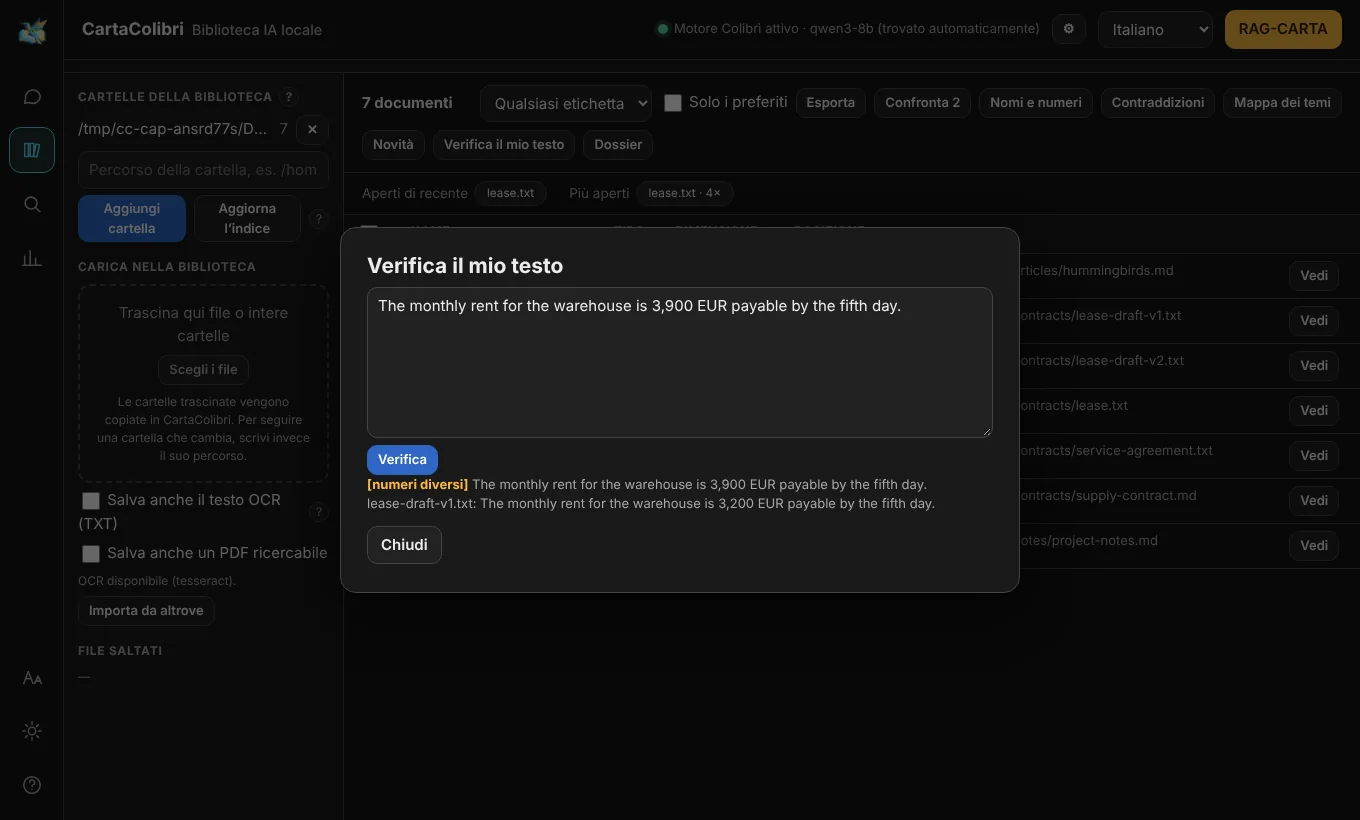 CartaColibri Biblioteca IA locale
Motore Colibrì attivo · qwen3-8b (trovato automaticamente)
Italiano
RAG-CARTA
CARTELLE DELLA BIBLIOTECA ?
/tmp/cc-cap-ansrd77s/D... 7 ✕
Percorso della cartella, es. /hom
Aggiungi
cartella
Aggiorna
l'indice
?
CARICA NELLA BIBLIOTECA
Trascina qui file o intere
cartelle
Scegli i file
Le cartelle trascinate vengono
copiate in CartaColibri. Per seguire
una cartella che cambia, scrivi invece
il suo percorso.
Salva anche il testo OCR
(TXT)
?
Salva anche un PDF ricercabile
OCR disponibile (tesseract).
Importa da altrove
FILE SALTATI
—
AA
7 documenti
Qualsiasi etichetta
Solo i preferiti
Esporta
Confronta 2
Nomi e numeri
Contraddizioni
Mappa dei temi
Novità
Verifica il mio testo
Dossier
Aperti di recente lease.txt Più aperti lease.txt · 4×
Verifica il mio testo
The monthly rent for the warehouse is 3,900 EUR payable by the fifth day.
Verifica
[numeri diversi] The monthly rent for the warehouse is 3,900 EUR payable by the fifth day.
lease-draft-v1.txt: The monthly rent for the warehouse is 3,200 EUR payable by the fifth day.
Chiudi
rticles/hummingbirds.md Vedi
ontracts/lease-draft-v1.txt Vedi
ontracts/lease-draft-v2.txt Vedi
ontracts/lease.txt Vedi
ontracts/service-agreement.txt Vedi
ontracts/supply-contract.md Vedi
otes/project-notes.md Vedi